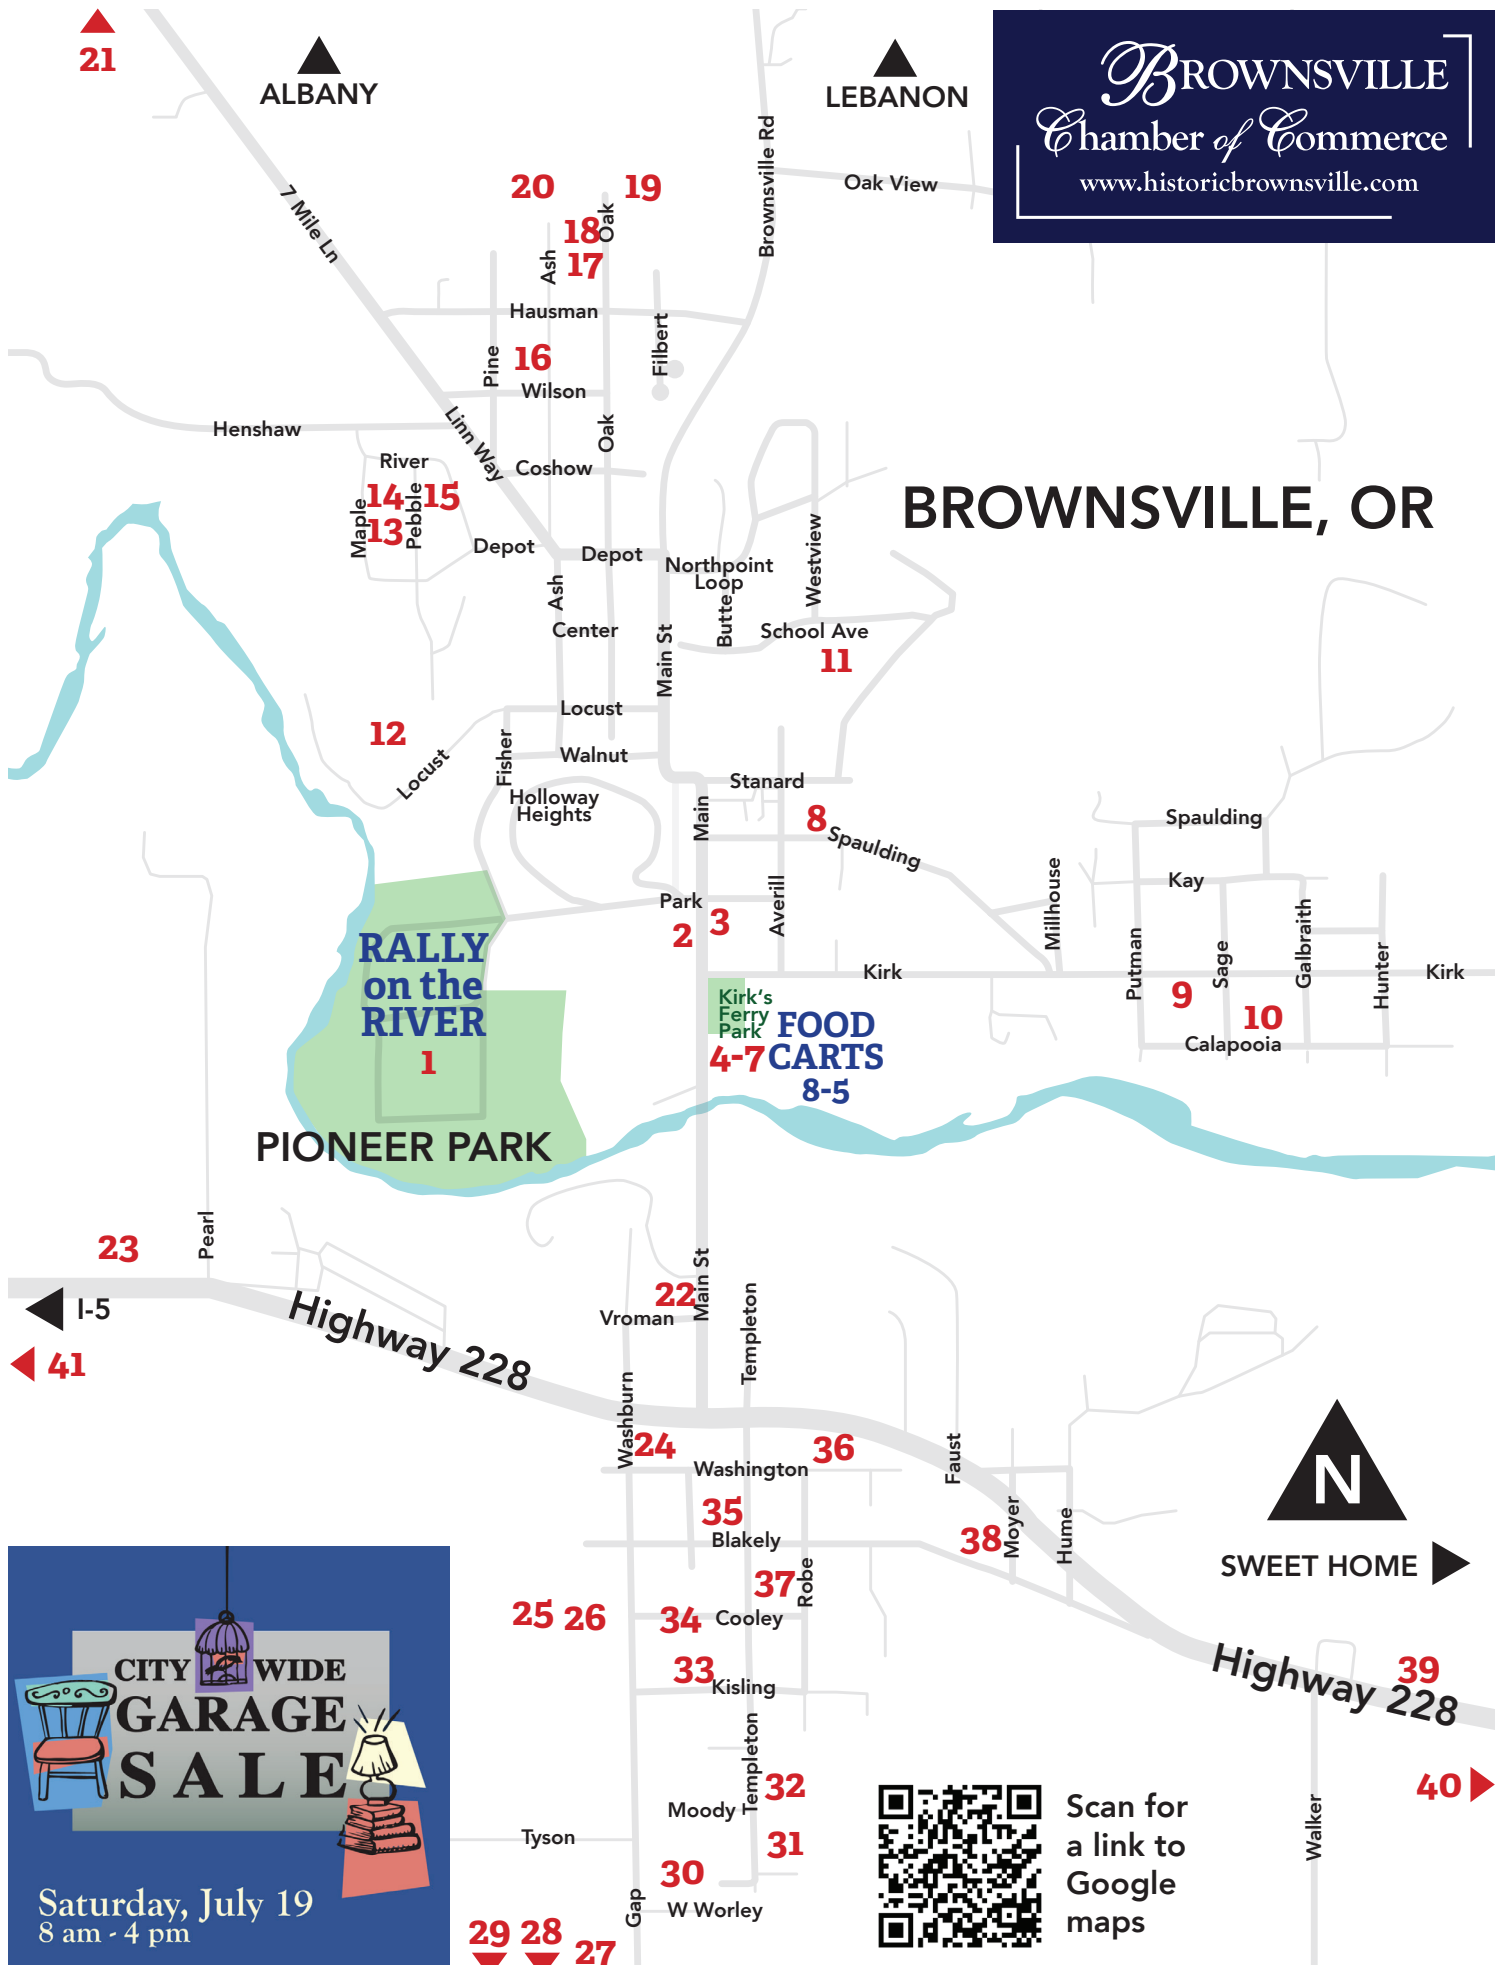 21
ALBANY
LEBANON
BROWNSVILLE
Chamber of Commerce
www.historicbrownsville.com
Brownsville Rd
Oak View
7 Mile Ln
20
19
18
Oak
Ash
17
Hausman
Filbert
Pine
16
Wilson
Henshaw
Linn Way
Oak
Coshow
River
14
15
Maple
Pebble
13
BROWNSVILLE, OR
Depot
Depot
Northpoint
Loop
Westview
Ash
Butte
Center
Main St
School Ave
11
12
Locust
Locust
Fisher
Walnut
Holloway
Heights
Stanard
Main
8
Spaulding
Spaulding
Kay
Park
2
3
Averill
Millhouse
Putman
Sage
Galbraith
Hunter
Kirk
Kirk
RALLY
on the
RIVER
1
Kirk's
Ferry
Park
FOOD
CARTS
8-5
4-7
9
10
Calapooia
PIONEER PARK
23
Pearl
I-5
41
Highway 228
22
Main St
Vroman
Templeton
Washburn
24
Washington
36
Faust
35
Blakely
38
Moyer
Hume
N
SWEET HOME
37
Robe
25
26
34
Cooley
33
Kisling
Highway 228
39
40
Templeton
32
Moody
31
Tyson
30
Gap
W Worley
29
28
27
Walker
CITY WIDE
GARAGE
SALE
Saturday, July 19
8 am - 4 pm
Scan for
a link to
Google
maps